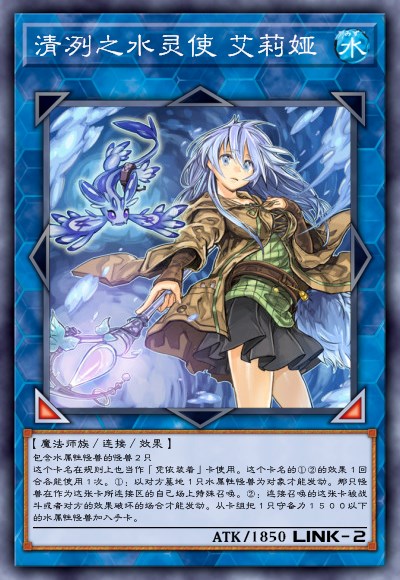 清冽之水灵使 艾莉娅
水
【魔法师族／连接／效果】
包含水属性怪兽的怪兽２只
这个卡名在规则上也当作「凭依装着」卡使用。这个卡名的①②的效果１回
合各能使用１次。①：以对方墓地１只水属性怪兽为对象才能发动。那只怪
兽在作为这张卡所连接区的自己场上特殊召唤。②：连接召唤的这张卡被战
斗或者对方的效果破坏的场合才能发动。从卡组把１只守备力１５００以下
的水属性怪兽加入手卡。
ATK/1850 LINK-2